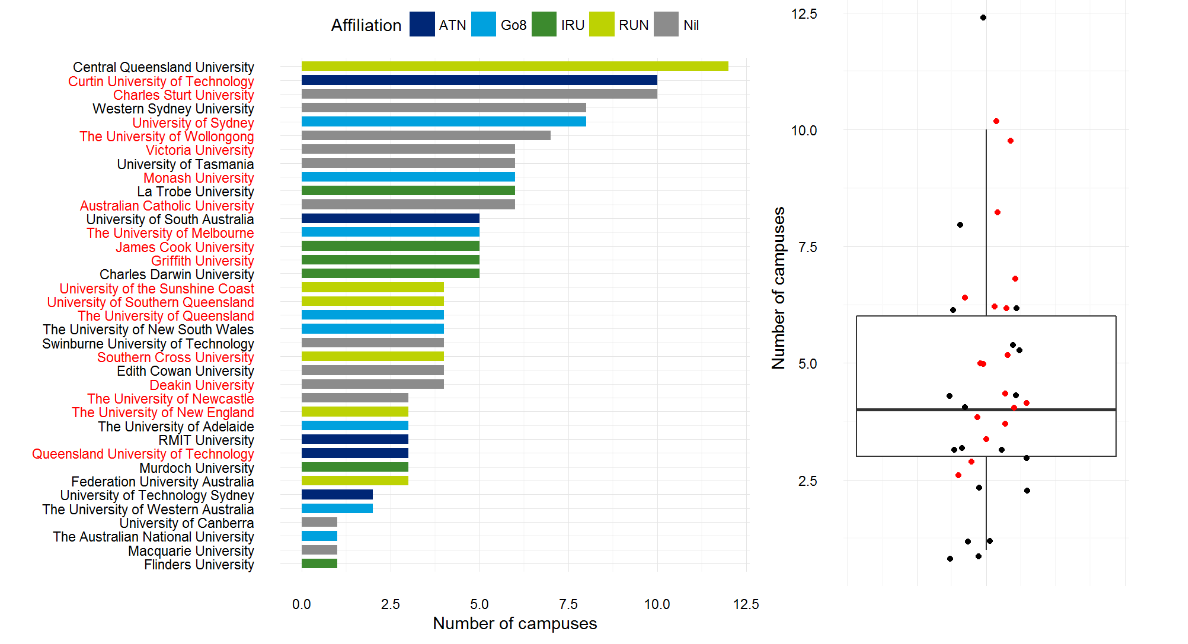 Affiliation ATN Go8 IRU RUN Nil
Central Queensland University
Curtin University of Technology
Charles Sturt University
Western Sydney University
University of Sydney
The University of Wollongong
Victoria University
University of Tasmania
Monash University
La Trobe University
Australian Catholic University
University of South Australia
The University of Melbourne
James Cook University
Griffith University
Charles Darwin University
University of the Sunshine Coast
University of Southern Queensland
The University of Queensland
The University of New South Wales
Swinburne University of Technology
Southern Cross University
Edith Cowan University
Deakin University
The University of Newcastle
The University of New England
The University of Adelaide
RMIT University
Queensland University of Technology
Murdoch University
Federation University Australia
University of Technology Sydney
The University of Western Australia
University of Canberra
The Australian National University
Macquarie University
Flinders University
0.0 2.5 5.0 7.5 10.0 12.5
Number of campuses
Number of campuses
12.5
10.0
7.5
5.0
2.5